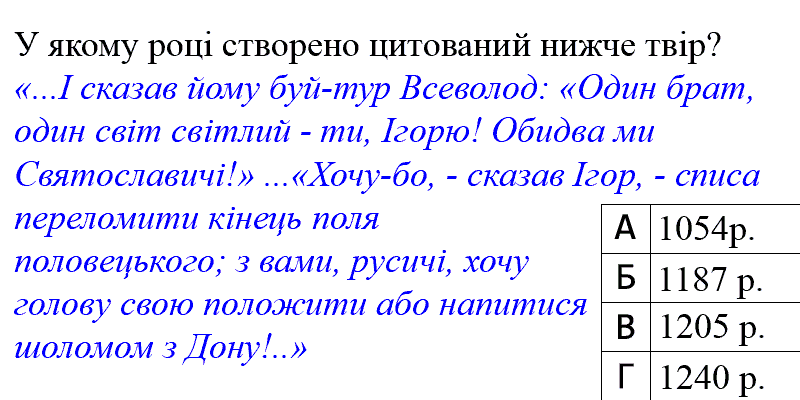 У якому році створено цитований нижче твір?
«...І сказав йому буй-тур Всеволод: «Один брат,
один світ світлий - ти, Ігорю! Обидва ми
Святославичі!» ...«Хочу-бо, - сказав Ігор, - списа
переломити кінець поля
половецького; з вами, русичі, хочу
голову свою положити або напитися
шоломом з Дону!..»
А 1054р.
Б 1187 р.
В 1205 р.
Г 1240 р.